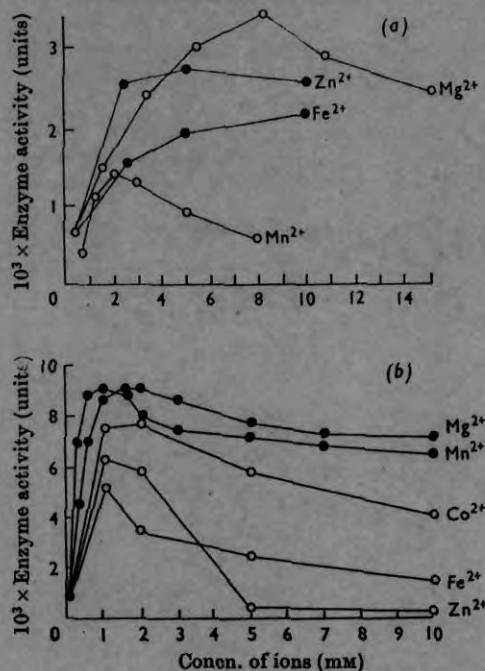 (a)
10³ × Enzyme activity (units)
3
2
1
Zn²⁺
Mg²⁺
Fe²⁺
Mn²⁺
0 2 4 6 8 10 12 14
(b)
10³ × Enzyme activity (units)
10
8
6
4
2
Mg²⁺
Mn²⁺
Co²⁺
Fe²⁺
Zn²⁺
0 1 2 3 4 5 6 7 8 9 10
Concn. of ions (mM)